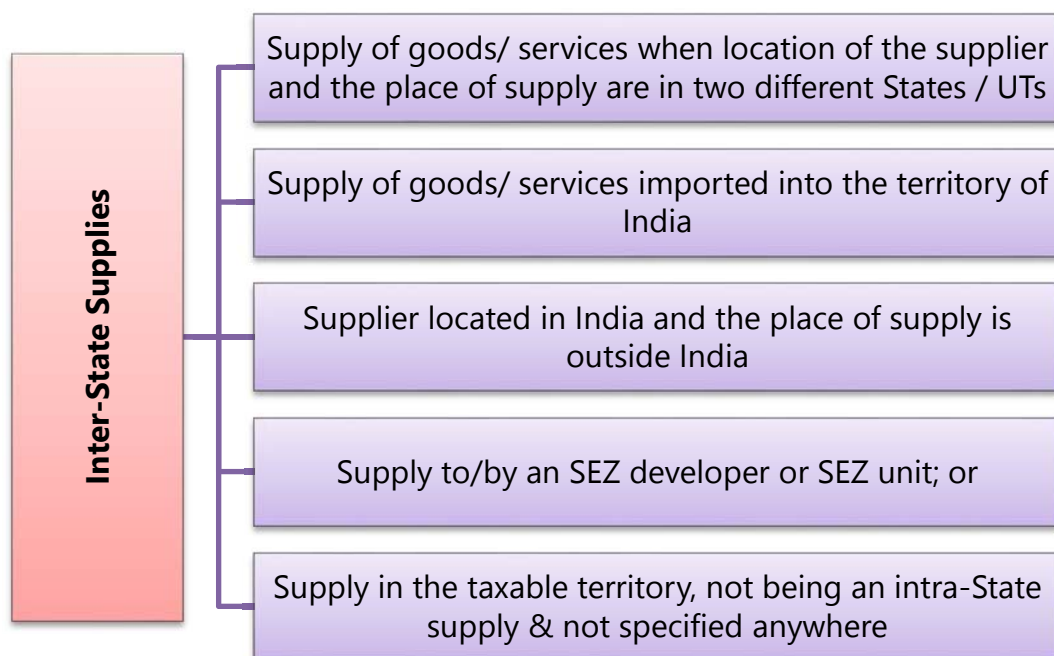 Inter-State Supplies
Supply of goods/ services when location of the supplier
and the place of supply are in two different States / UTs
Supply of goods/ services imported into the territory of
India
Supplier located in India and the place of supply is
outside India
Supply to/by an SEZ developer or SEZ unit; or
Supply in the taxable territory, not being an intra-State
supply & not specified anywhere